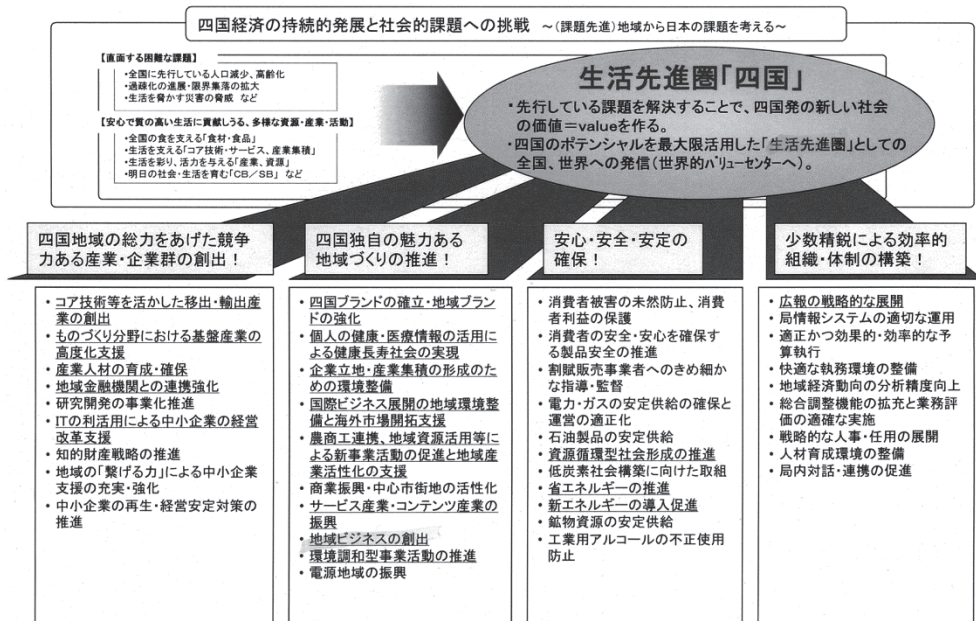 四国経済の持続的発展と社会的課題への挑戦　～(課題先進)地域から日本の課題を考える～
【直面する困難な課題】
・全国に先行している人口減少、高齢化
・過疎化の進展・限界集落の拡大
・生活を脅かす災害の脅威 など
【安心で質の高い生活に貢献しうる、多様な資源・産業・活動】
・全国の食を支える「食材・食品」
・生活を支える「コア技術・サービス、産業集積」
・生活を彩り、活力を与える「産業、資源」
・明日の社会・生活を育む「CB／SB」 など
生活先進圏「四国」
・先行している課題を解決することで、四国発の新しい社会
の価値＝valueを作る。
・四国のポテンシャルを最大限活用した「生活先進圏」としての
全国、世界への発信(世界的バリューセンターへ)。
四国地域の総力をあげた競争
力ある産業・企業群の創出！
・コア技術等を活かした移出・輸出産
業の創出
・ものづくり分野における基盤産業の
高度化支援
・産業人材の育成・確保
・地域金融機関との連携強化
・研究開発の事業化推進
・ITの利活用による中小企業の経営
改革支援
・知的財産戦略の推進
・地域の「繋げる力」による中小企業
支援の充実・強化
・中小企業の再生・経営安定対策の
推進
四国独自の魅力ある
地域づくりの推進！
・四国ブランドの確立・地域ブラン
ドの強化
・個人の健康・医療情報の活用
による健康長寿社会の実現
・企業立地・産業集積の形成のた
めの環境整備
・国際ビジネス展開の地域環境整
備と海外市場開拓支援
・農商工連携、地域資源活用等に
よる新事業活動の促進と地域産
業活性化の支援
・商業振興・中心市街地の活性化
・サービス産業・コンテンツ産業の
振興
・地域ビジネスの創出
・環境調和型事業活動の推進
・電源地域の振興
安心・安全・安定の
確保！
・消費者被害の未然防止、消費
者利益の保護
・消費者の安全・安心を確保す
る製品安全の推進
・割賦販売事業者へのきめ細か
な指導・監督
・電力・ガスの安定供給の確保と
運営の適正化
・石油製品の安定供給
・資源循環型社会形成の推進
・低炭素社会構築に向けた取組
・省エネルギーの推進
・新エネルギーの導入促進
・鉱物資源の安定供給
・工業用アルコールの不正使用
防止
少数精鋭による効率的
組織・体制の構築！
・広報の戦略的な展開
・局情報システムの適切な運用
・適正かつ効果的・効率的な予
算執行
・快適な執務環境の整備
・地域経済動向の分析精度向上
・総合調整機能の拡充と業務評
価の適確な実施
・戦略的な人事・任用の展開
・人材育成環境の整備
・局内対話・連携の促進